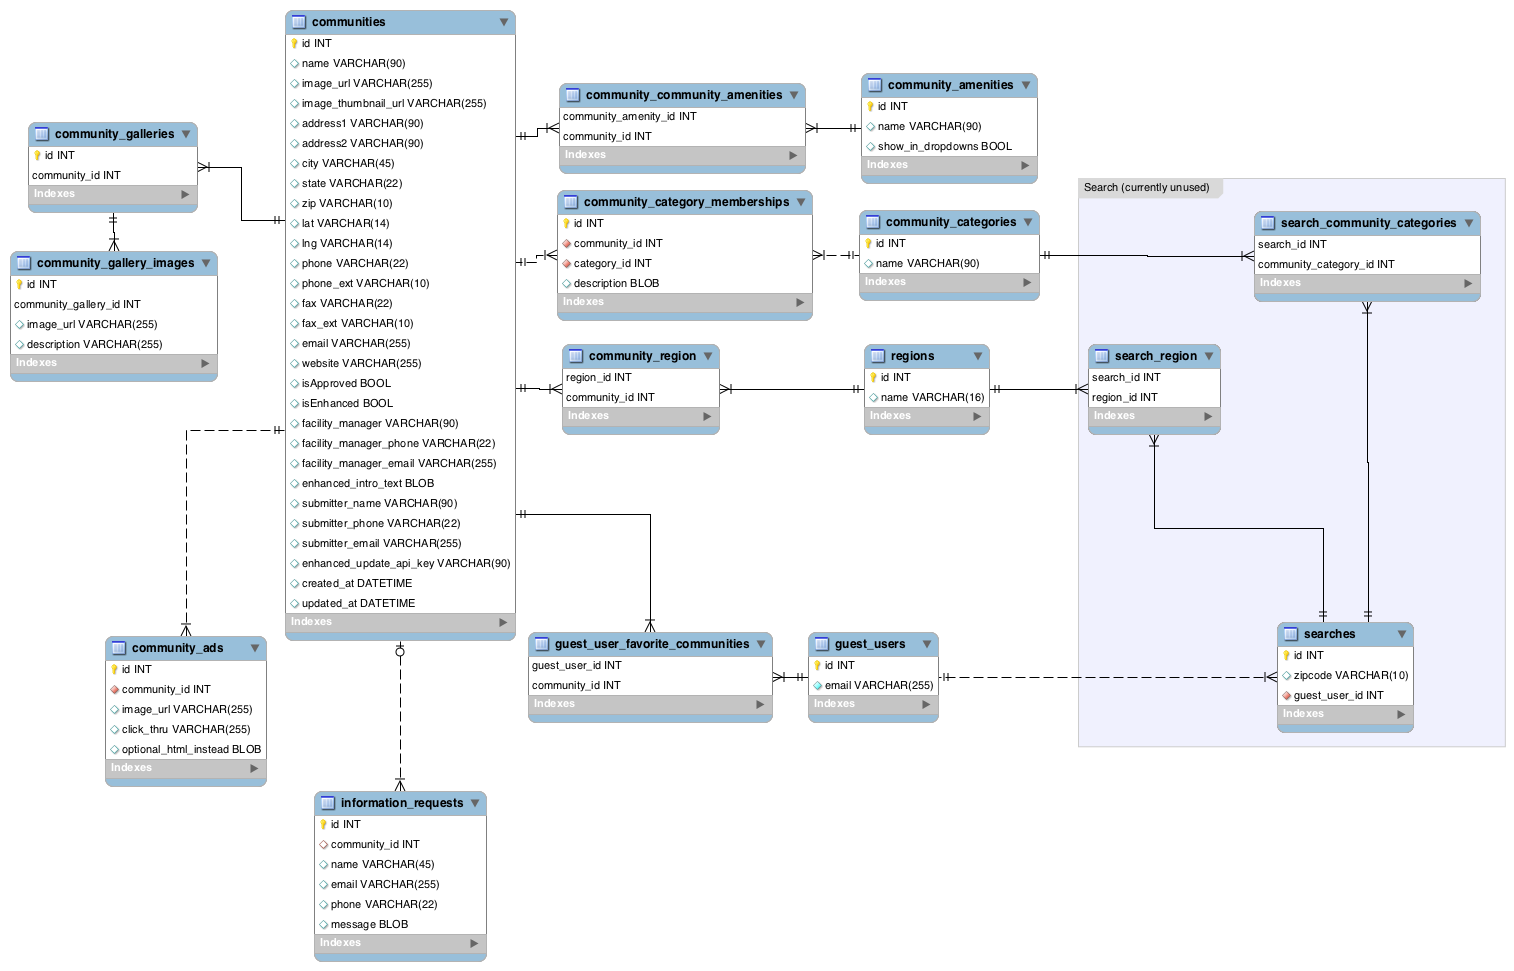 communities
id INT
name VARCHAR(90)
image_url VARCHAR(255)
image_thumbnail_url VARCHAR(255)
address1 VARCHAR(90)
address2 VARCHAR(90)
city VARCHAR(45)
state VARCHAR(22)
zip VARCHAR(10)
lat VARCHAR(14)
lng VARCHAR(14)
phone VARCHAR(22)
phone_ext VARCHAR(10)
fax VARCHAR(22)
fax_ext VARCHAR(10)
email VARCHAR(255)
website VARCHAR(255)
isApproved BOOL
isEnhanced BOOL
facility_manager VARCHAR(90)
facility_manager_phone VARCHAR(22)
facility_manager_email VARCHAR(255)
enhanced_intro_text BLOB
submitter_name VARCHAR(90)
submitter_phone VARCHAR(22)
submitter_email VARCHAR(255)
enhanced_update_api_key VARCHAR(90)
created_at DATETIME
updated_at DATETIME
Indexes
community_galleries
id INT
community_id INT
Indexes
community_gallery_images
id INT
community_gallery_id INT
image_url VARCHAR(255)
description VARCHAR(255)
Indexes
community_community_amenities
community_amenity_id INT
community_id INT
Indexes
community_amenities
id INT
name VARCHAR(90)
show_in_dropdowns BOOL
Indexes
community_category_memberships
id INT
community_id INT
category_id INT
description BLOB
Indexes
community_categories
id INT
name VARCHAR(90)
Indexes
Search (currently unused)
search_community_categories
search_id INT
community_category_id INT
Indexes
community_region
region_id INT
community_id INT
Indexes
regions
id INT
name VARCHAR(16)
Indexes
search_region
search_id INT
region_id INT
Indexes
community_ads
id INT
community_id INT
image_url VARCHAR(255)
click_thru VARCHAR(255)
optional_html_instead BLOB
Indexes
guest_user_favorite_communities
guest_user_id INT
community_id INT
Indexes
guest_users
id INT
email VARCHAR(255)
Indexes
searches
id INT
zipcode VARCHAR(10)
guest_user_id INT
Indexes
information_requests
id INT
community_id INT
name VARCHAR(45)
email VARCHAR(255)
phone VARCHAR(22)
message BLOB
Indexes